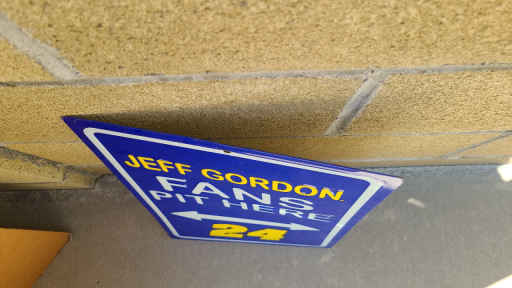 JEFF GORDON
FANS
PIT HERE
24